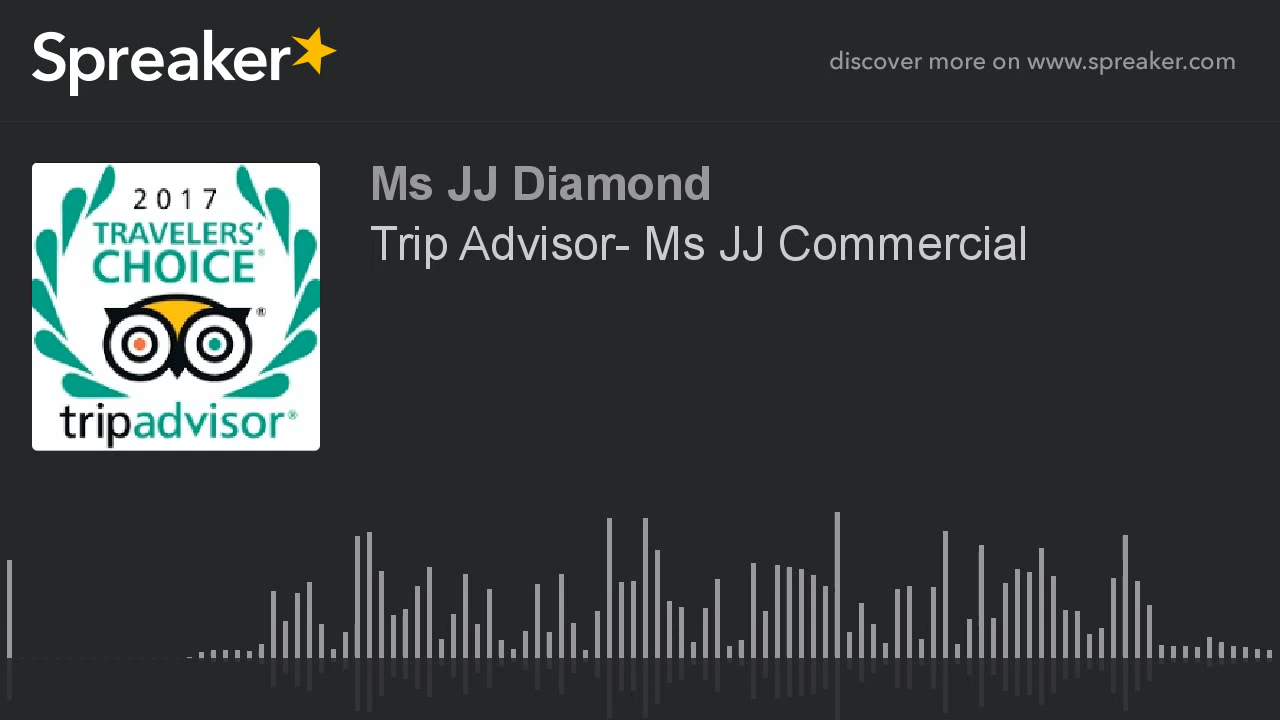 Spreaker
discover more on www.spreaker.com
2017
TRAVELERS'
CHOICE®
®
tripadvisor®
Ms JJ Diamond
Trip Advisor- Ms JJ Commercial